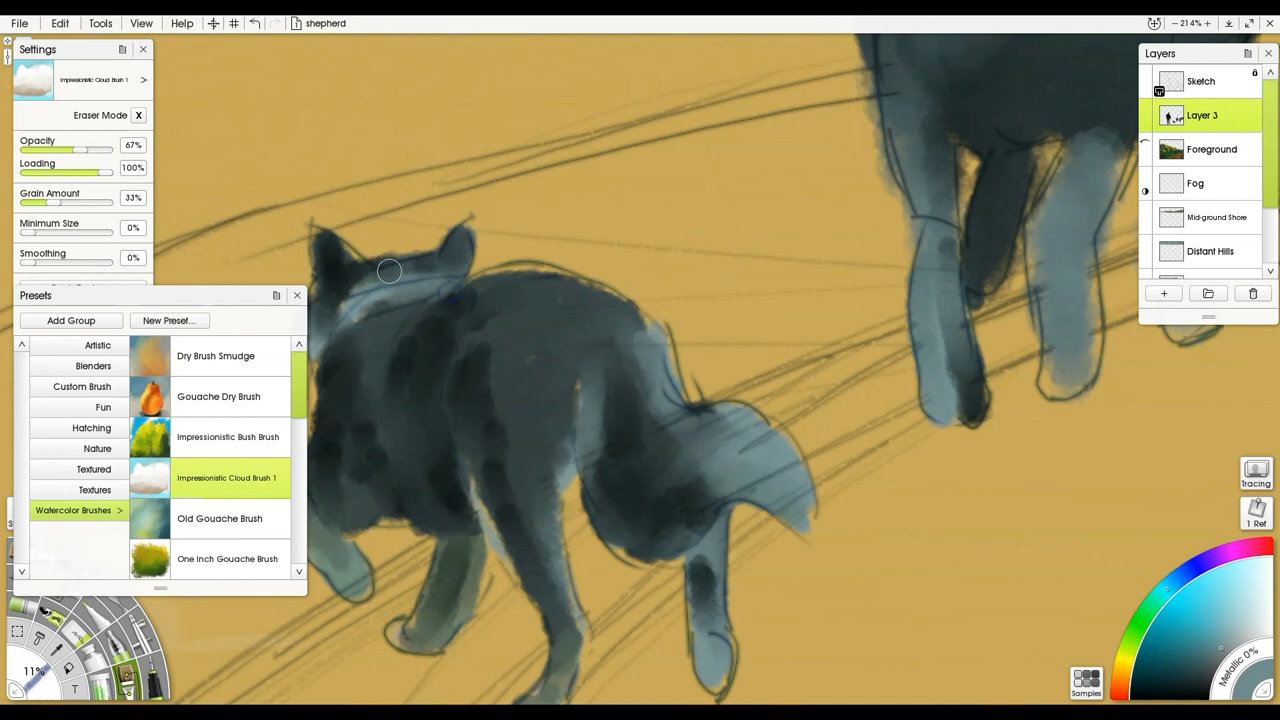 File Edit Tools View Help shepherd − 214% +
Settings
Impressionistic Cloud Brush 1 >
Eraser Mode X
Opacity 67%
Loading 100%
Grain Amount 33%
Minimum Size 0%
Smoothing 0%
Presets
Add Group New Preset...
Artistic
Blenders
Custom Brush
Fun
Hatching
Nature
Textured
Textures
Watercolor Brushes >
Dry Brush Smudge
Gouache Dry Brush
Impressionistic Bush Brush
Impressionistic Cloud Brush 1
Old Gouache Brush
One Inch Gouache Brush
11%
T
Layers
Sketch
Layer 3
Foreground
Fog
Mid-ground Shore
Distant Hills
+
Tracing
1 Ref
Samples
Metallic 0%